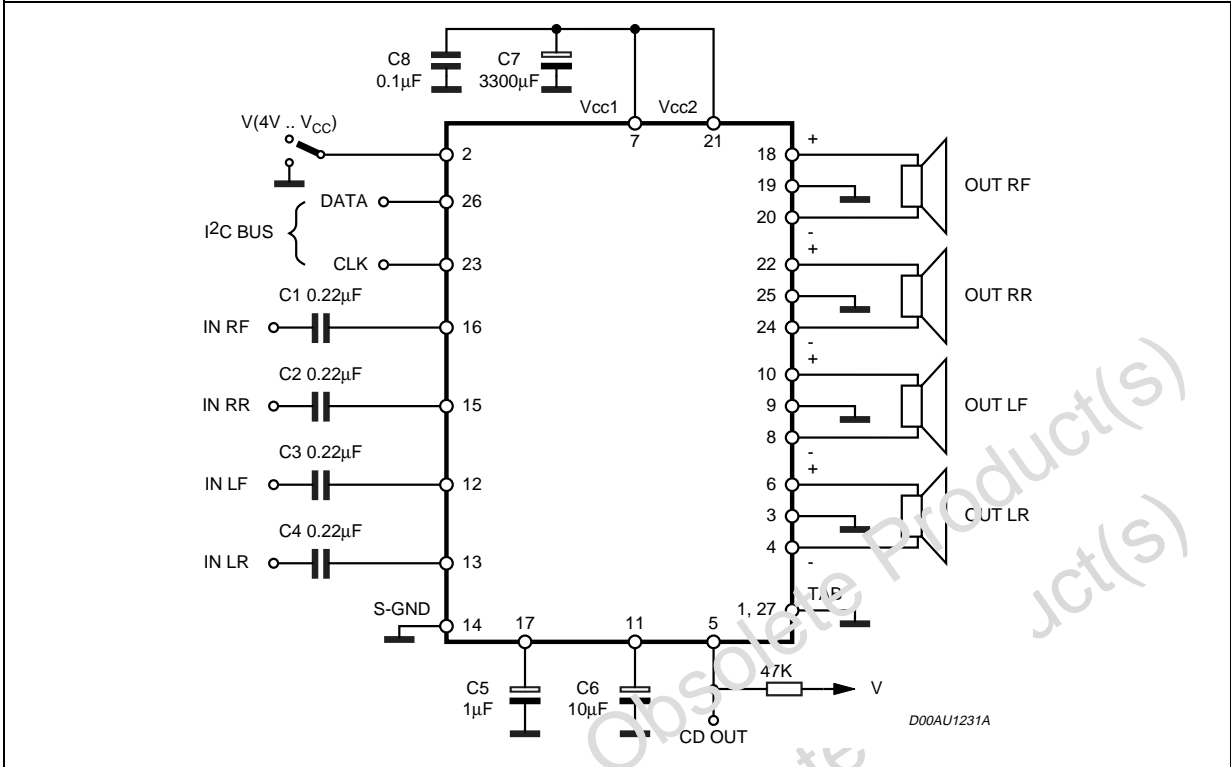 C8
0.1µF
C7
3300µF
Vcc1
Vcc2
7
21
V(4V .. VCC)
2
DATA
26
I2C BUS
CLK
23
C1 0.22µF
IN RF
16
C2 0.22µF
IN RR
15
C3 0.22µF
IN LF
12
C4 0.22µF
IN LR
13
S-GND
14
17
11
5
1, 27
TAB
C5
1µF
C6
10µF
47K
V
CD OUT
D00AU1231A
18
+
19
20
-
OUT RF
22
+
25
24
-
OUT RR
10
+
9
8
-
OUT LF
6
+
3
4
-
OUT LR
Obsolete Product(s)